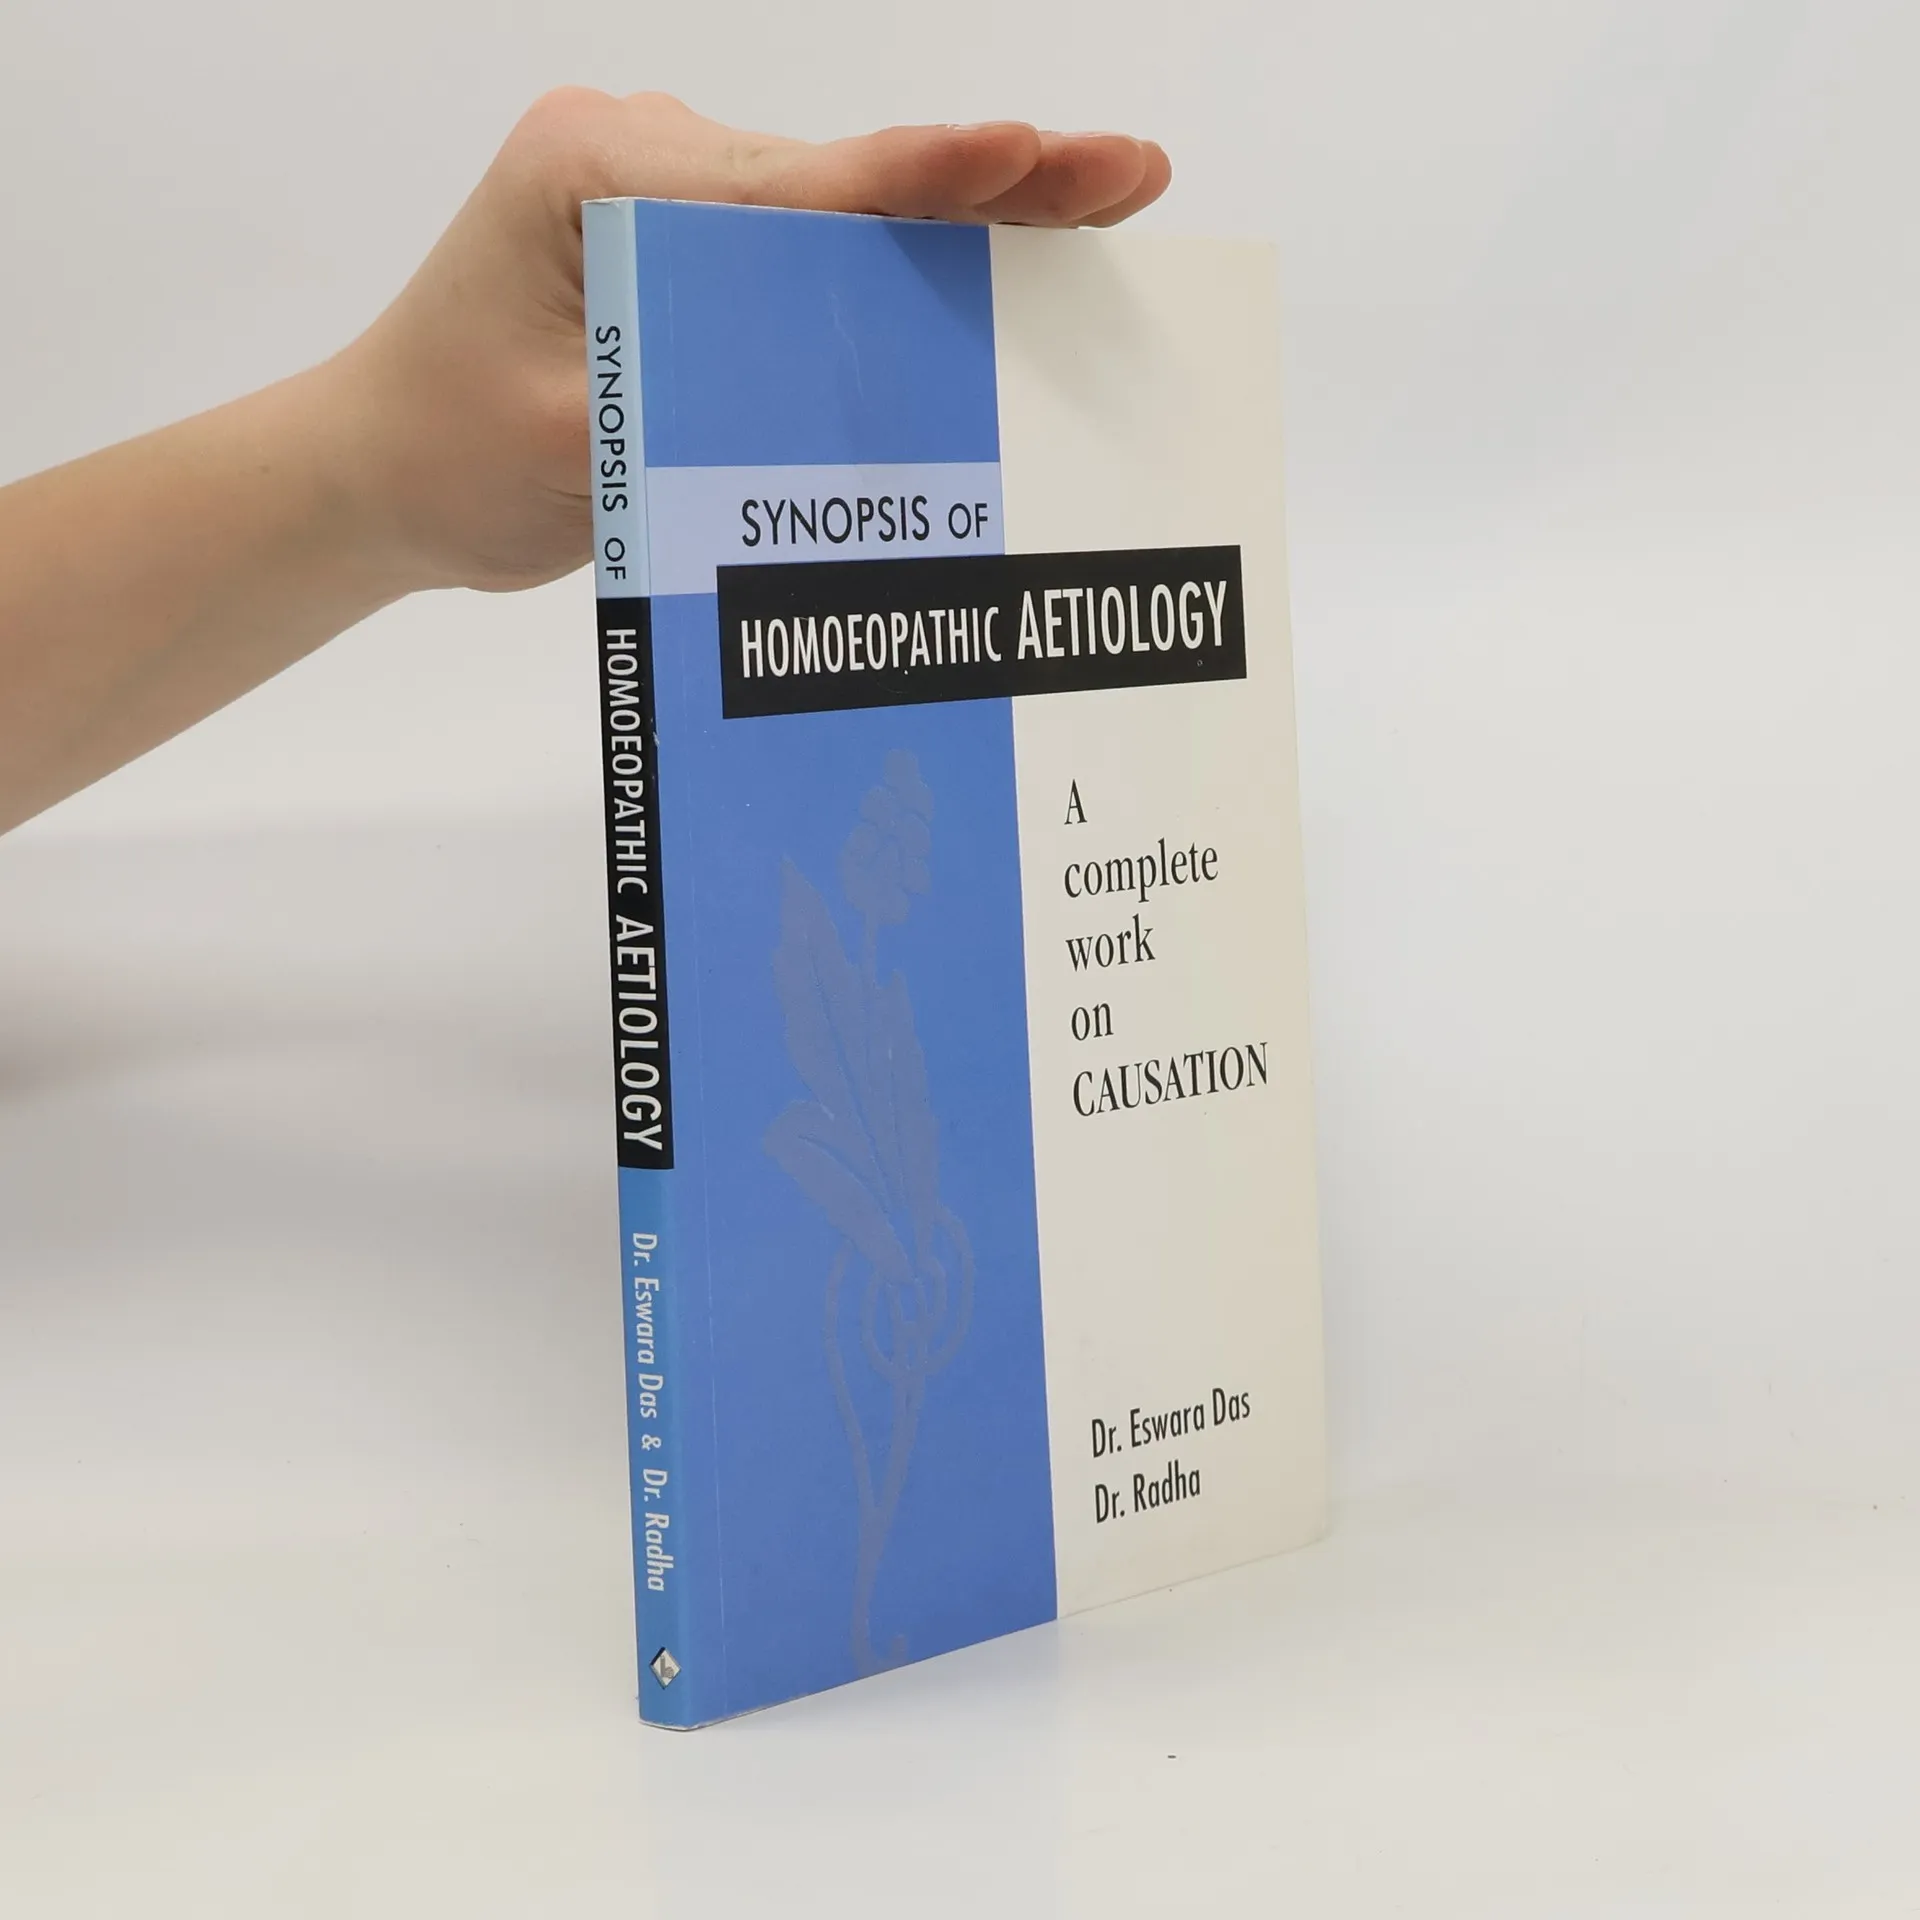 SYNOPSIS OF HOMOEOPATHIC AETIOLOGY Dr. Eswara Das & Dr. Radha
SYNOPSIS OF
HOMOEOPATHIC AETIOLOGY
A
complete
work
on
CAUSATION
Dr. Eswara Das
Dr. Radha